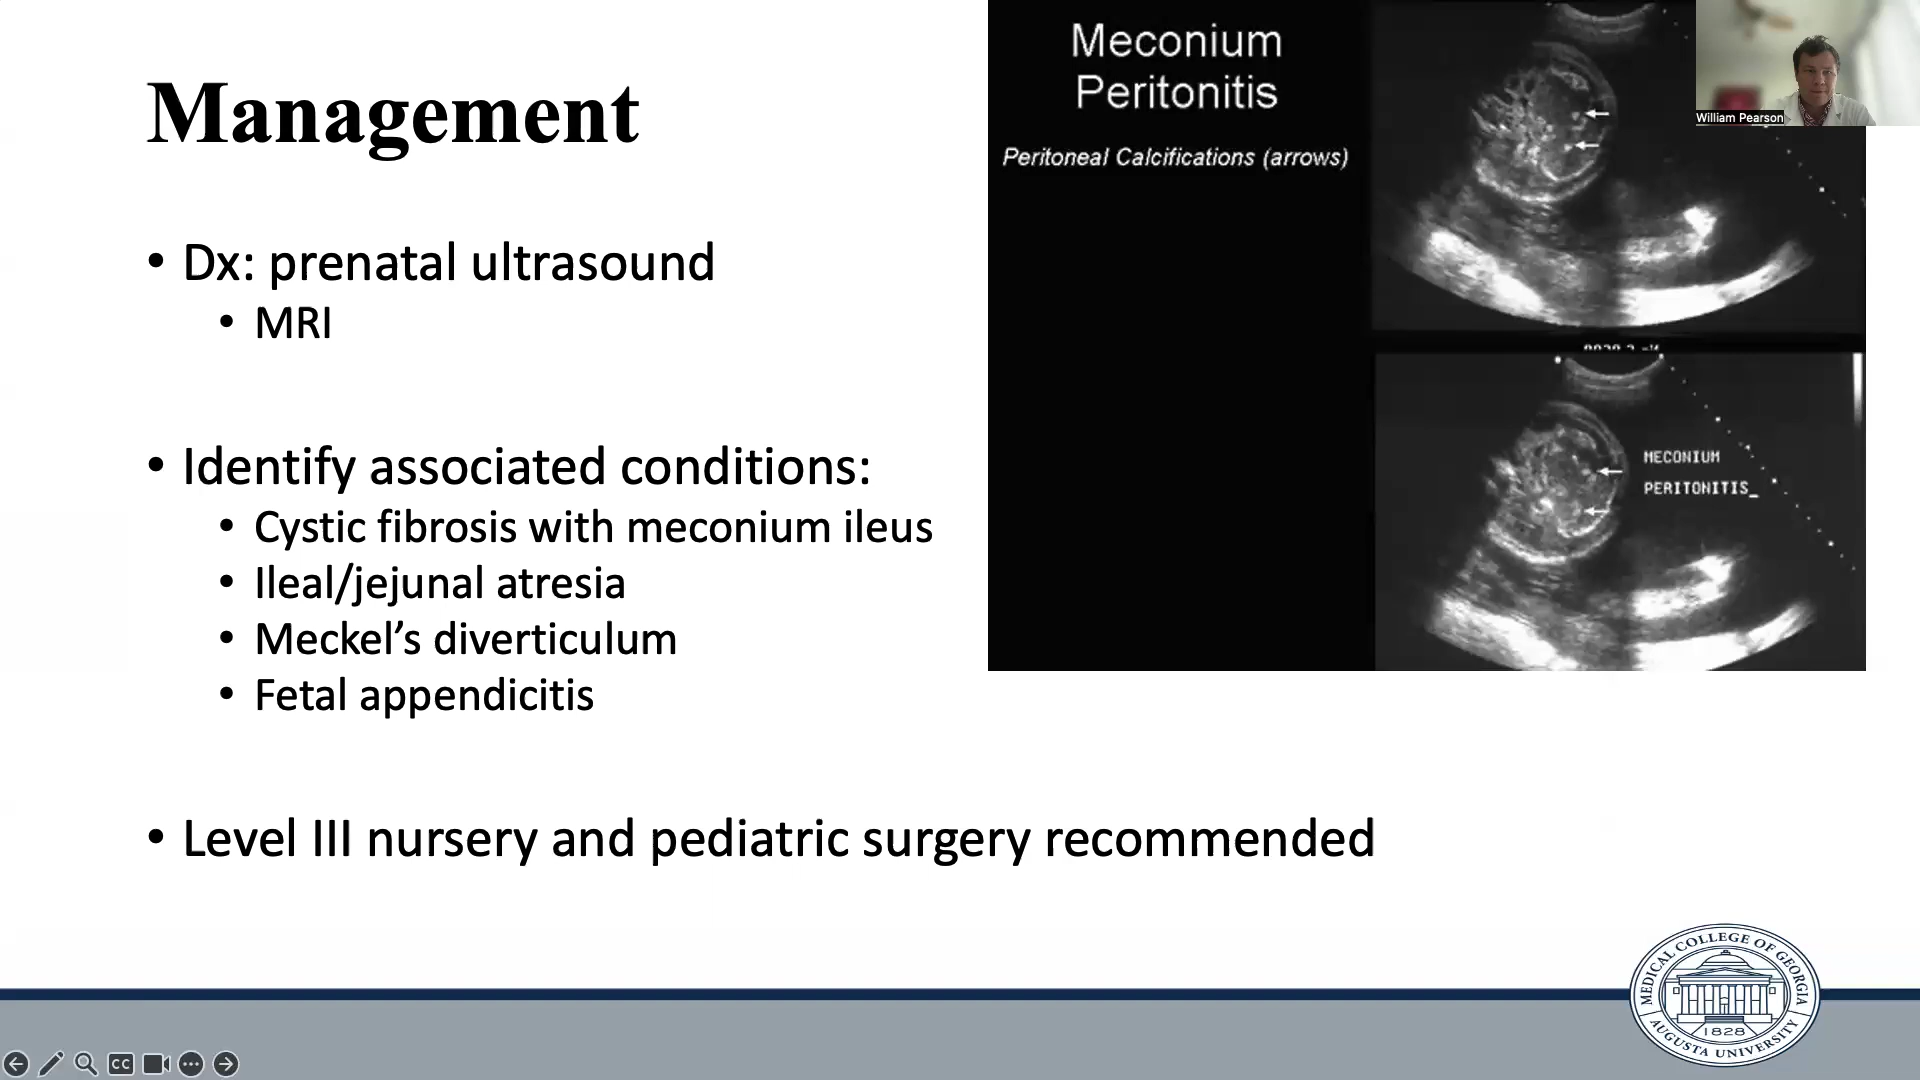 Management
• Dx: prenatal ultrasound
• MRI
• Identify associated conditions:
• Cystic fibrosis with meconium ileus
• Ileal/jejunal atresia
• Meckel’s diverticulum
• Fetal appendicitis
• Level III nursery and pediatric surgery recommended
Meconium
Peritonitis
Peritoneal Calcifications (arrows)
MECONIUM
PERITONITIS_
William Pearson
MEDICAL COLLEGE OF GEORGIA
1828
AUGUSTA UNIVERSITY
CC